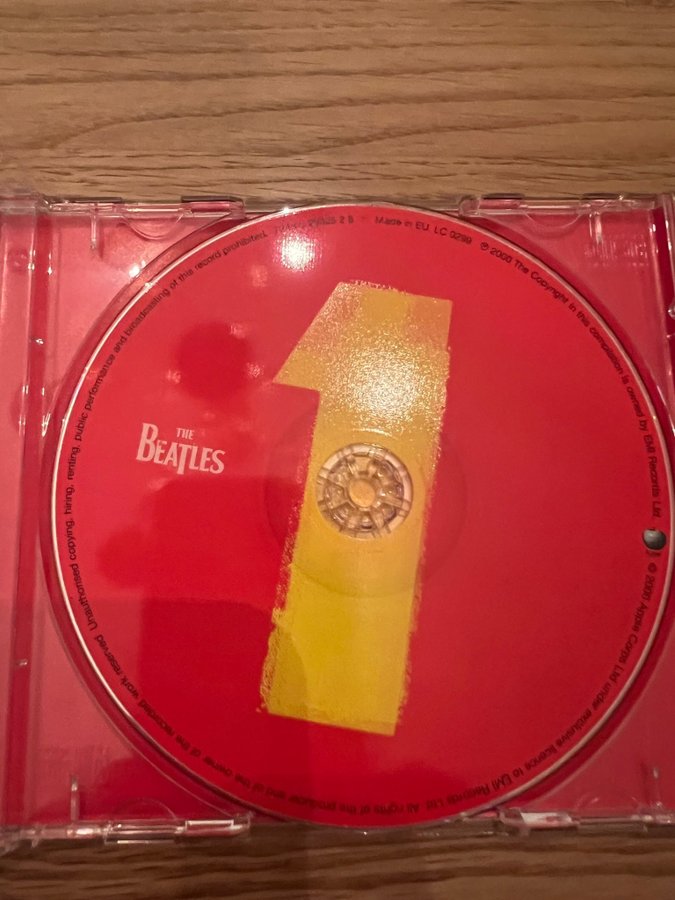 1
THE
BEATLES
Made in EU LC 0299 ℗ 2000 The Copyright in this compilation is owned by EMI Records Ltd
© 2000 Apple Corps Ltd under exclusive licence to EMI Records Ltd All rights of the producer and of the owner of the recorded work reserved. Unauthorised copying, hiring, renting, public performance and broadcasting of this record prohibited.